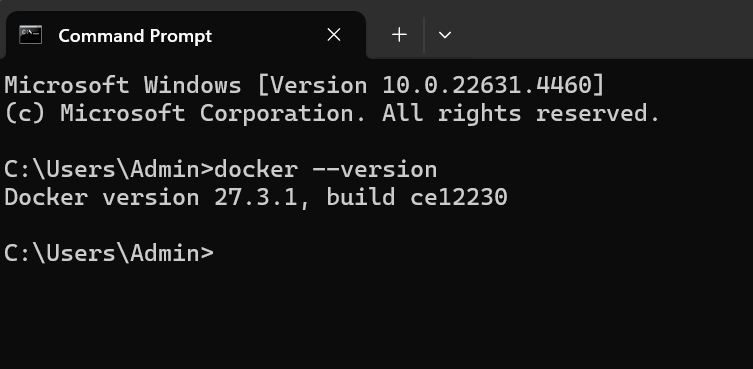 Command Prompt
Microsoft Windows [Version 10.0.22631.4460]
(c) Microsoft Corporation. All rights reserved.
C:\Users\Admin>docker --version
Docker version 27.3.1, build ce12230
C:\Users\Admin>